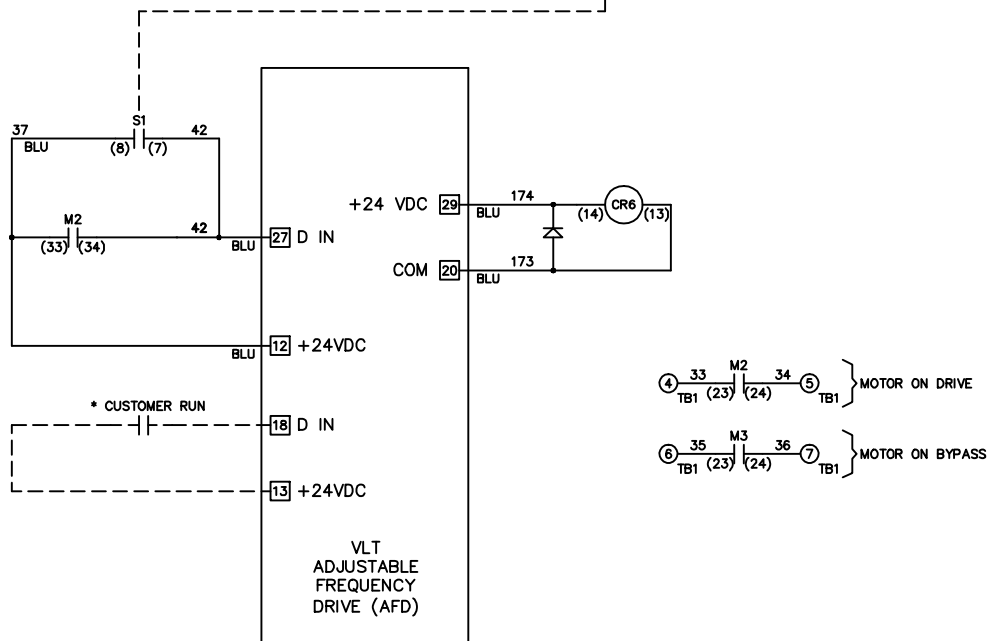 S1
37
42
BLU
(8)
(7)
M2
42
(33)
(34)
BLU
27 D IN
+24 VDC 29
174
BLU
(14)
CR6
(13)
COM 20
173
BLU
BLU
12 +24VDC
* CUSTOMER RUN
18 D IN
13 +24VDC
VLT
ADJUSTABLE
FREQUENCY
DRIVE (AFD)
M2
4 33 34 5
TB1 (23) (24) TB1
MOTOR ON DRIVE
M3
6 35 36 7
TB1 (23) (24) TB1
MOTOR ON BYPASS